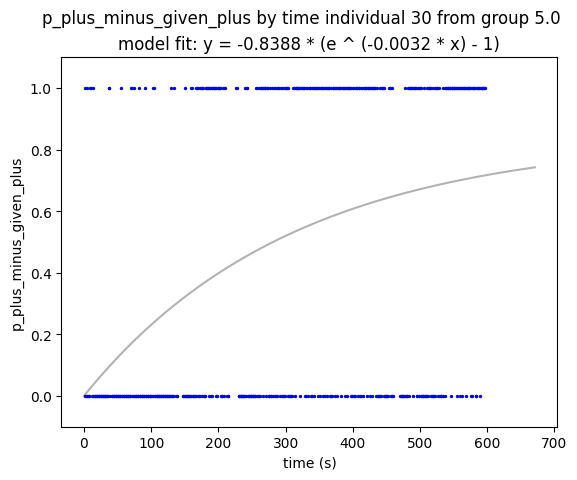 p_plus_minus_given_plus by time individual 30 from group 5.0
model fit: y = -0.8388 * (e ^ (-0.0032 * x) - 1)
1.0
0.8
0.6
0.4
0.2
0.0
p_plus_minus_given_plus
0 100 200 300 400 500 600 700
time (s)